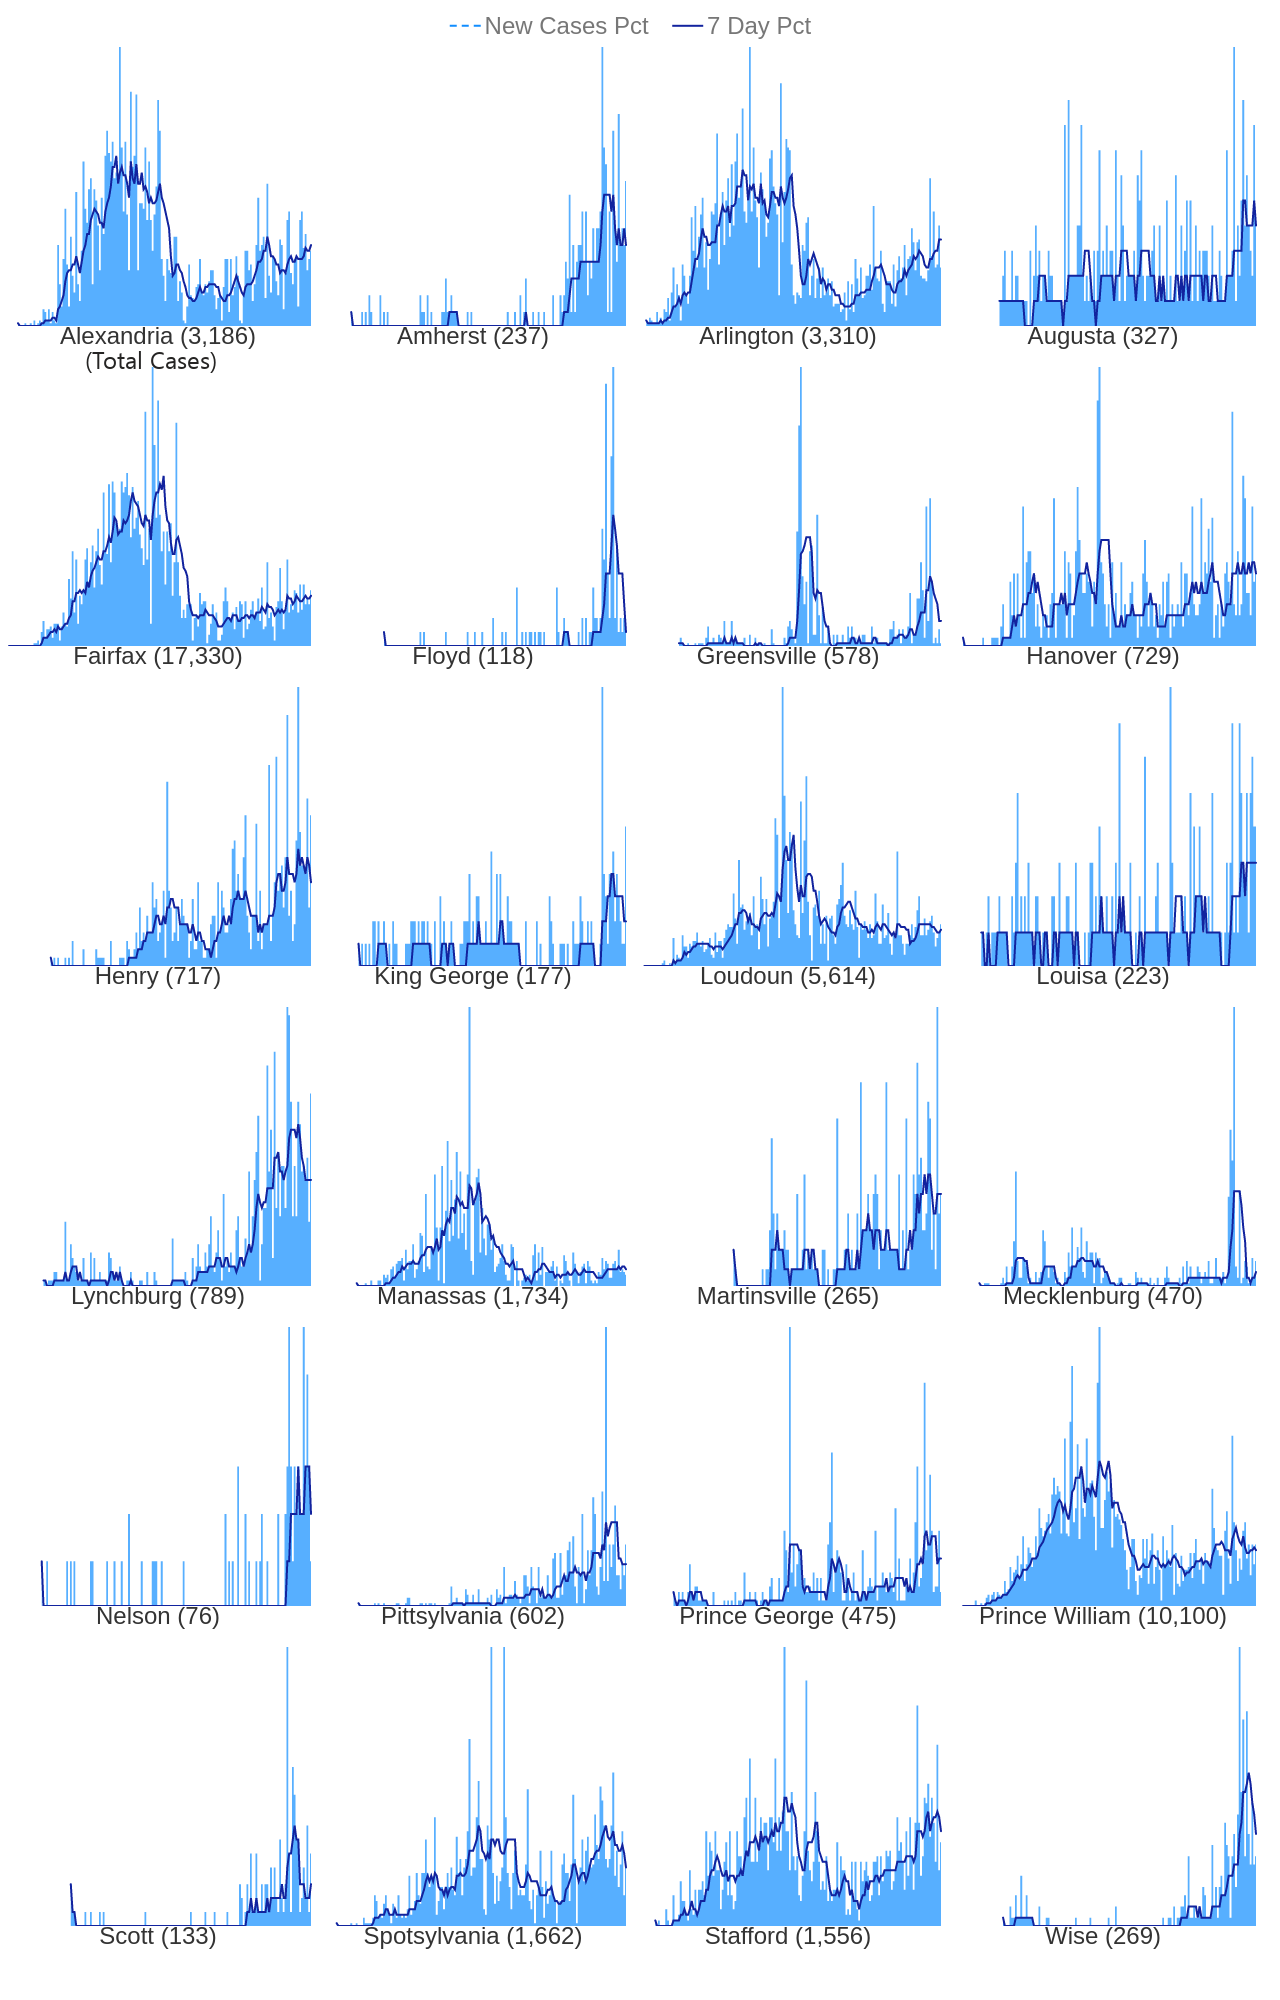 New Cases Pct 7 Day Pct
Alexandria (3,186) Amherst (237) Arlington (3,310) Augusta (327)
(Total Cases)
Fairfax (17,330) Floyd (118) Greensville (578) Hanover (729)
Henry (717) King George (177) Loudoun (5,614) Louisa (223)
Lynchburg (789) Manassas (1,734) Martinsville (265) Mecklenburg (470)
Nelson (76) Pittsylvania (602) Prince George (475) Prince William (10,100)
Scott (133) Spotsylvania (1,662) Stafford (1,556) Wise (269)